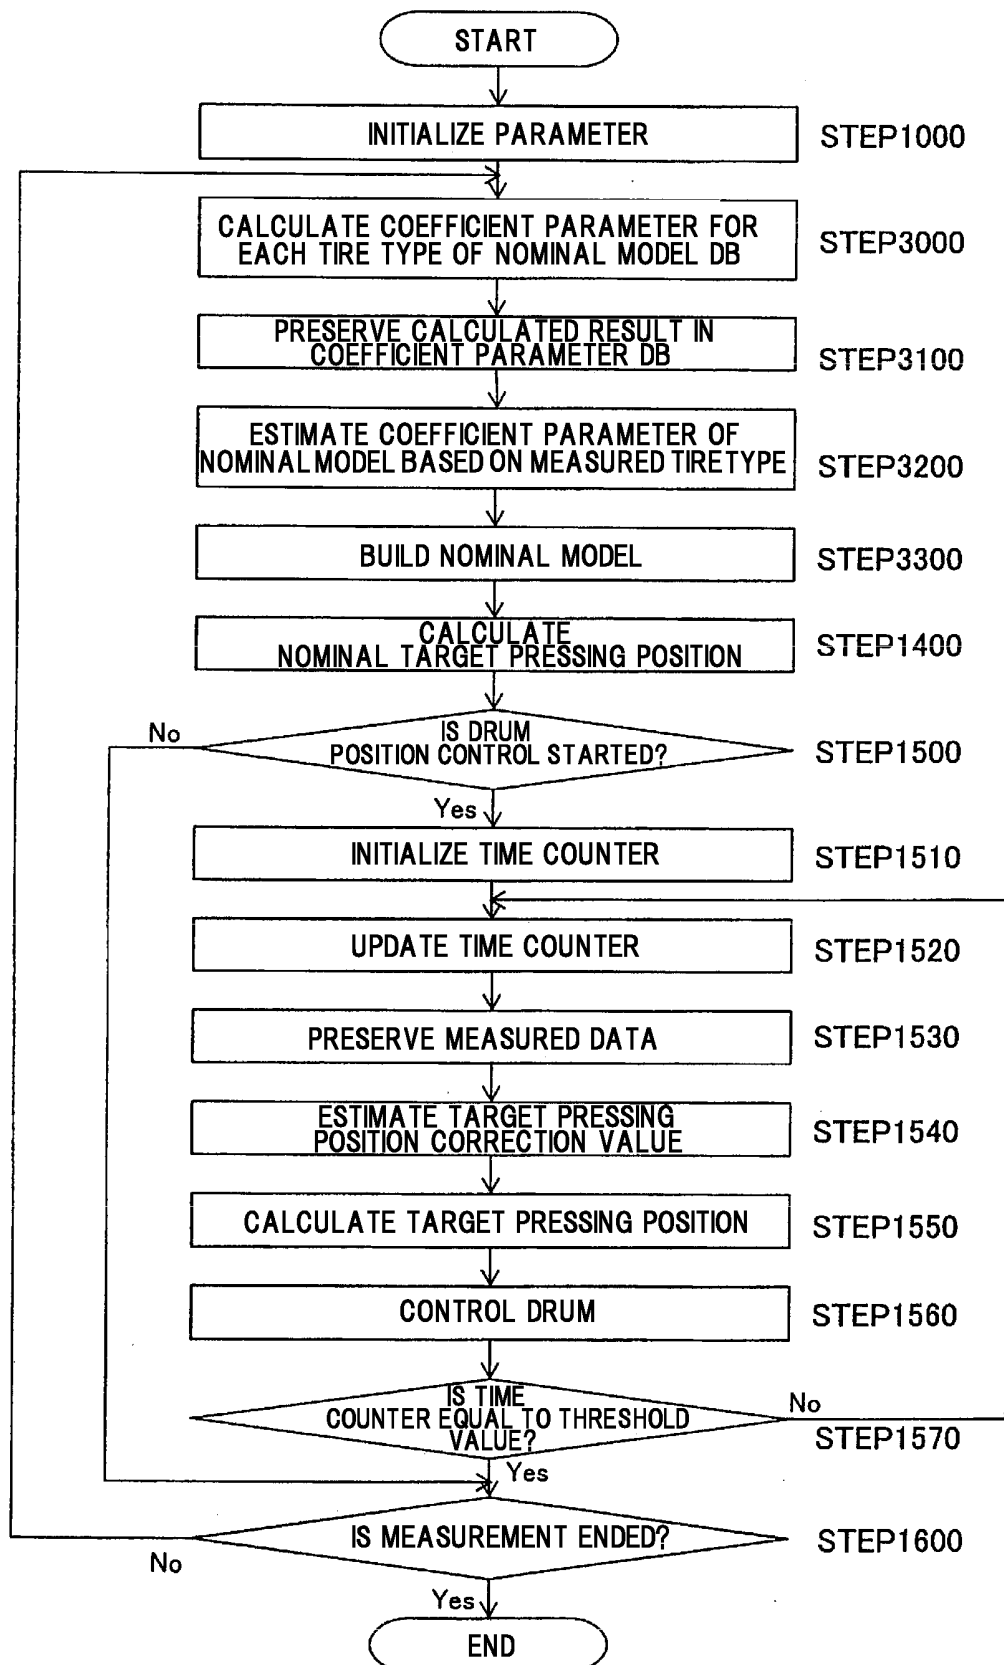 START
INITIALIZE PARAMETER
STEP1000
CALCULATE COEFFICIENT PARAMETER FOR
EACH TIRE TYPE OF NOMINAL MODEL DB
STEP3000
PRESERVE CALCULATED RESULT IN
COEFFICIENT PARAMETER DB
STEP3100
ESTIMATE COEFFICIENT PARAMETER OF
NOMINAL MODEL BASED ON MEASURED TIRE TYPE
STEP3200
BUILD NOMINAL MODEL
STEP3300
CALCULATE
NOMINAL TARGET PRESSING POSITION
STEP1400
No
IS DRUM
POSITION CONTROL STARTED?
STEP1500
Yes
INITIALIZE TIME COUNTER
STEP1510
UPDATE TIME COUNTER
STEP1520
PRESERVE MEASURED DATA
STEP1530
ESTIMATE TARGET PRESSING
POSITION CORRECTION VALUE
STEP1540
CALCULATE TARGET PRESSING POSITION
STEP1550
CONTROL DRUM
STEP1560
IS TIME
COUNTER EQUAL TO THRESHOLD
VALUE?
No
STEP1570
Yes
IS MEASUREMENT ENDED?
STEP1600
No
Yes
END